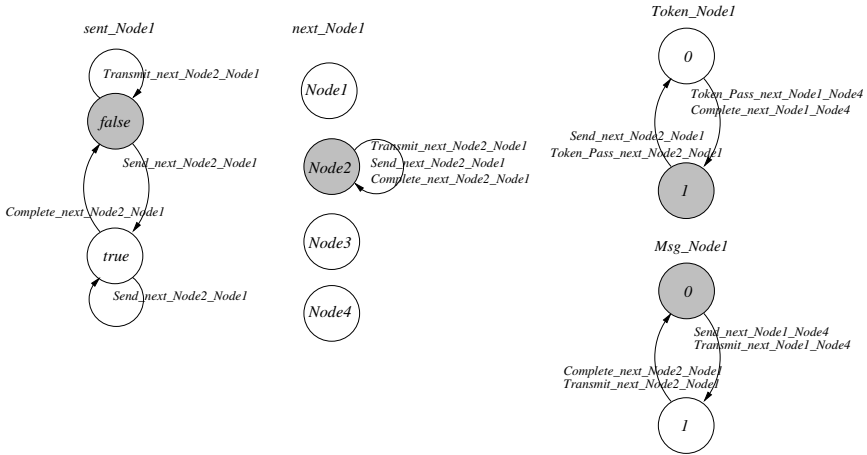 sent_Node1
Transmit_next_Node2_Node1
false
Send_next_Node2_Node1
Complete_next_Node2_Node1
true
Send_next_Node2_Node1
next_Node1
Node1
Node2
Transmit_next_Node2_Node1
Send_next_Node2_Node1
Complete_next_Node2_Node1
Node3
Node4
Token_Node1
0
Token_Pass_next_Node1_Node4
Complete_next_Node1_Node4
Send_next_Node2_Node1
Token_Pass_next_Node2_Node1
1
Msg_Node1
0
Send_next_Node1_Node4
Transmit_next_Node1_Node4
Complete_next_Node2_Node1
Transmit_next_Node2_Node1
1